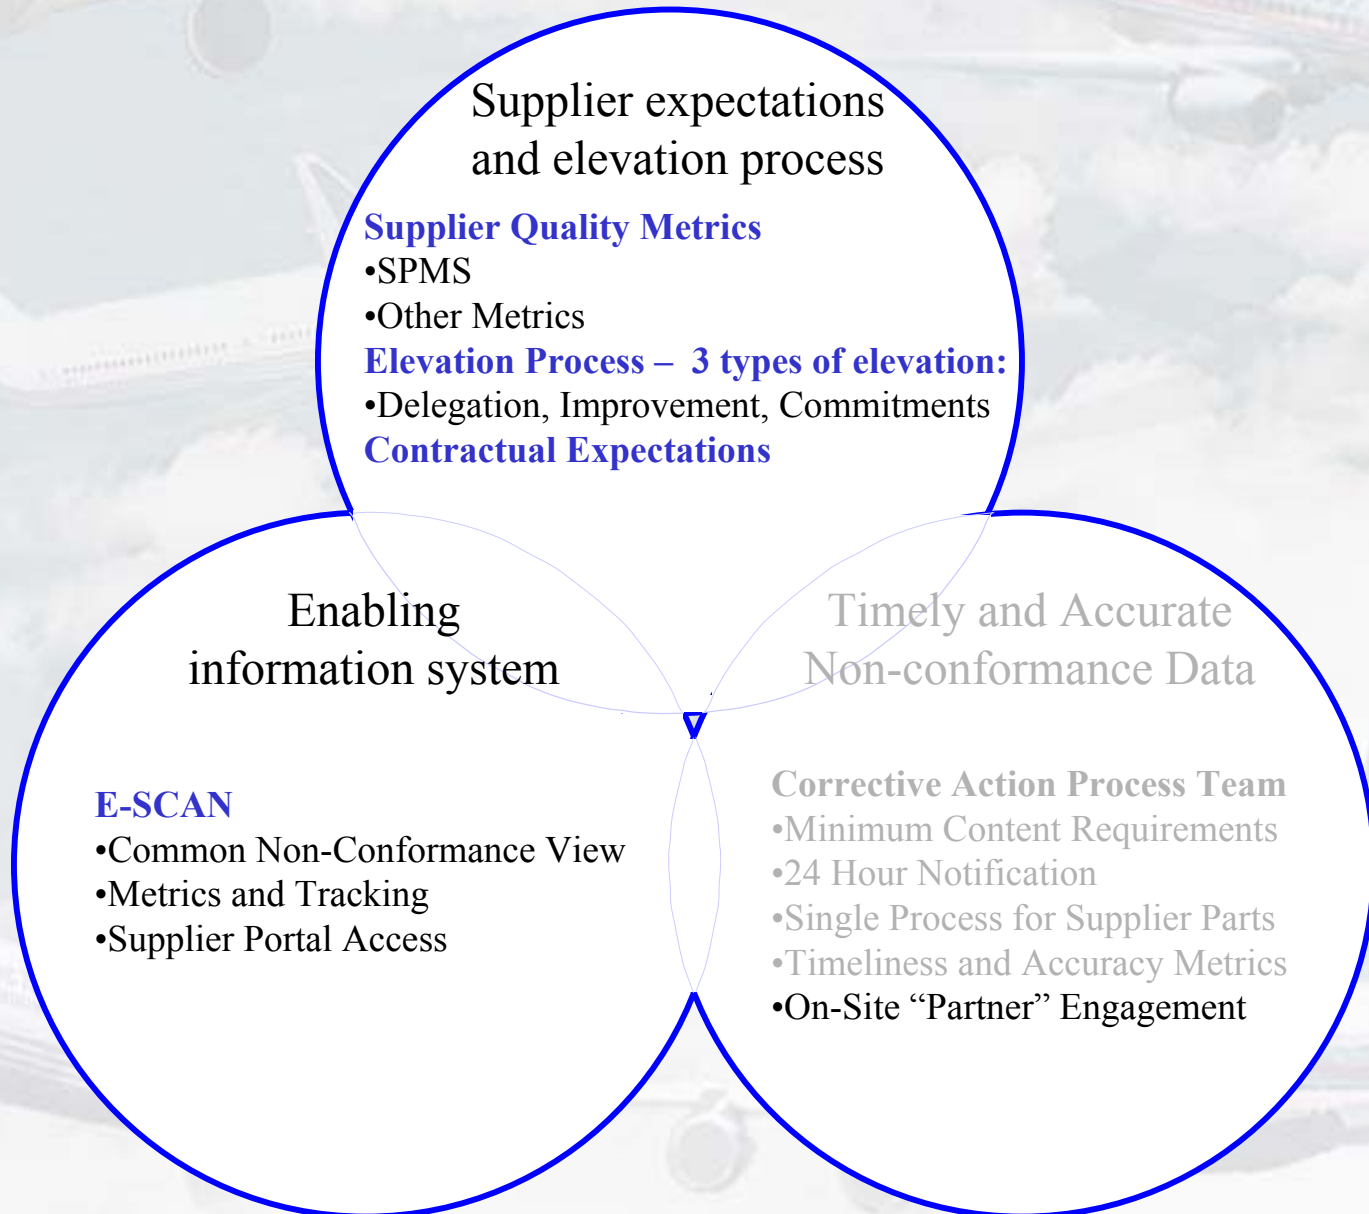 Supplier expectations
and elevation process
Supplier Quality Metrics
•SPMS
•Other Metrics
Elevation Process – 3 types of elevation:
•Delegation, Improvement, Commitments
Contractual Expectations
Enabling
information system
E-SCAN
•Common Non-Conformance View
•Metrics and Tracking
•Supplier Portal Access
Timely and Accurate
Non-conformance Data
Corrective Action Process Team
•Minimum Content Requirements
•24 Hour Notification
•Single Process for Supplier Parts
•Timeliness and Accuracy Metrics
•On-Site “Partner” Engagement